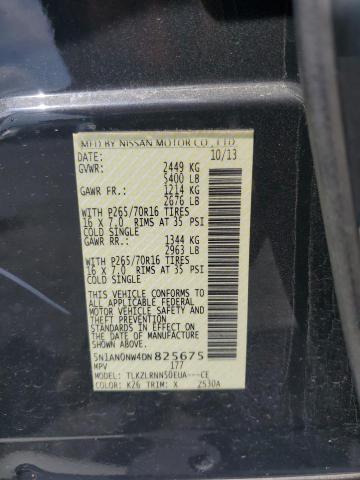 MFD BY NISSAN MOTOR CO., LTD
DATE: 10/13
GVWR: 2449 KG
5400 LB
GAWR FR.: 1214 KG
2676 LB
WITH P265/70R16 TIRES
16 X 7.0 RIMS AT 35 PSI
COLD SINGLE
GAWR RR.: 1344 KG
2963 LB
WITH P265/70R16 TIRES
16 X 7.0 RIMS AT 35 PSI
COLD SINGLE
THIS VEHICLE CONFORMS TO
ALL APPLICABLE FEDERAL
MOTOR VEHICLE SAFETY
STANDARDS IN EFFECT ON
THE DATE OF MANUFACTURE
SHOWN ABOVE.
5N1AN0NW4DN825675
MPV 177
MODEL: TLKZLRNN50EUA---CE
COLOR: K26 TRIM: X 2530A